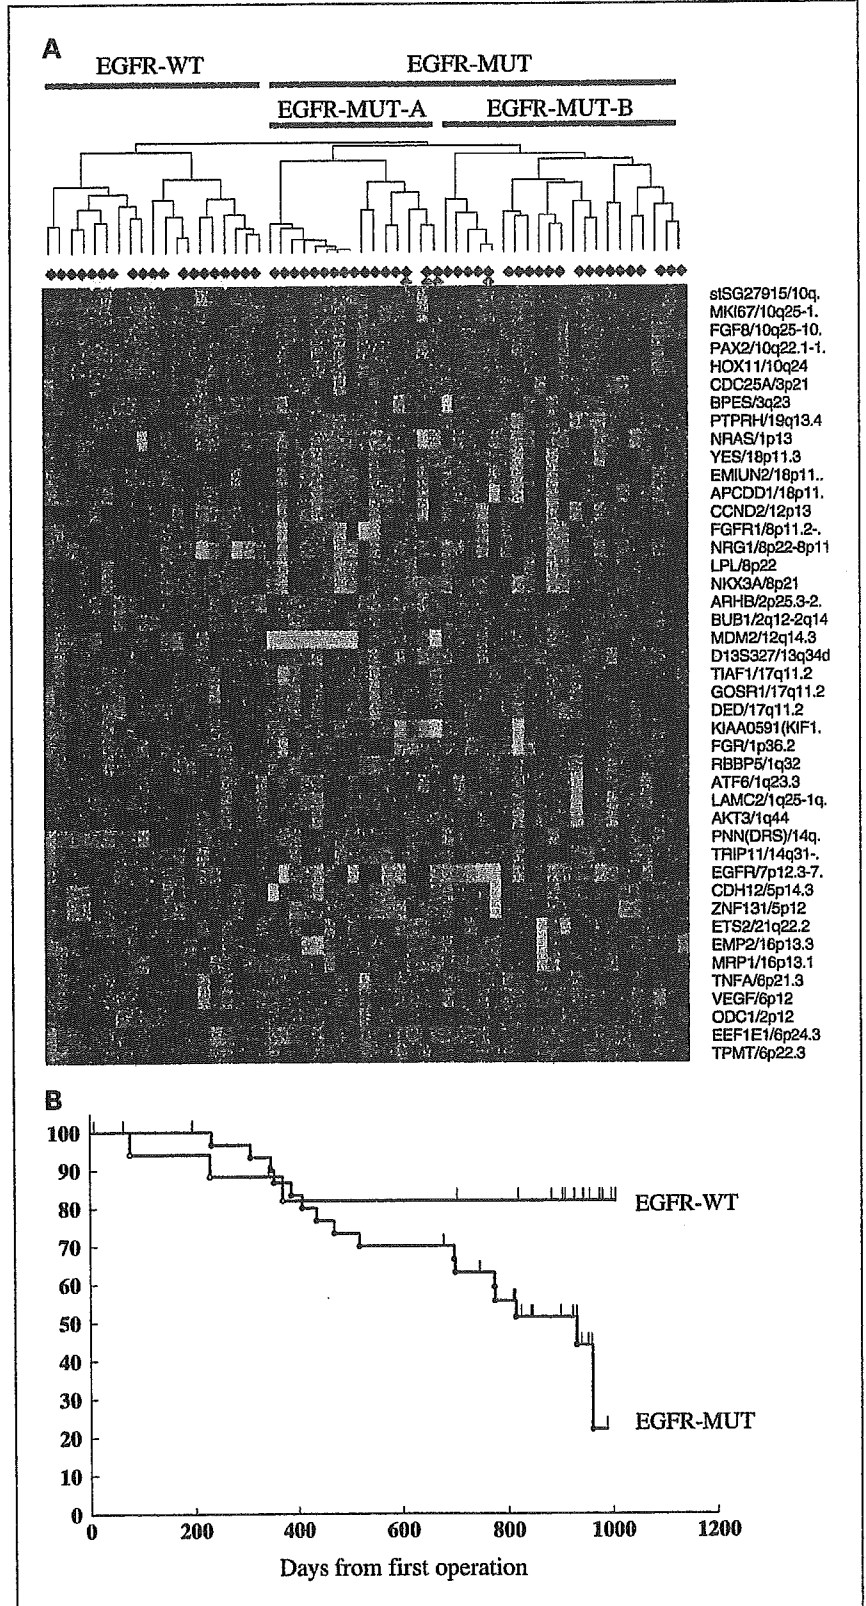 A
EGFR-WT
EGFR-MUT
EGFR-MUT-A
EGFR-MUT-B
stSG27915/10q.
MKI67/10q25-1.
FGF8/10q25-10.
PAX2/10q22.1-1.
HOX11/10q24
CDC25A/3p21
BPES/3q23
PTPRH/19q13.4
NRAS/1p13
YES/18p11.3
EMIUN2/18p11..
APCDD1/18p11.
CCND2/12p13
FGFR1/8p11.2-.
NRG1/8p22-8p11
LPL/8p22
NKX3A/8p21
ARHB/2p25.3-2.
BUB1/2q12-2q14
MDM2/12q14.3
D13S327/13q34d
TIAF1/17q11.2
GOSR1/17q11.2
DED/17q11.2
KIAA0591(KIF1.
FGR/1p36.2
RBBP5/1q32
ATF6/1q23.3
LAMC2/1q25-1q.
AKT3/1q44
PNN(DRS)/14q.
TRIP11/14q31-.
EGFR/7p12.3-7.
CDH12/5p14.3
ZNF131/5p12
ETS2/21q22.2
EMP2/16p13.3
MRP1/16p13.1
TNFA/6p21.3
VEGF/6p12
ODC1/2p12
EEF1E1/6p24.3
TPMT/6p22.3
B
100
90
80
70
60
50
40
30
20
10
0
EGFR-WT
EGFR-MUT
0 200 400 600 800 1000 1200
Days from first operation